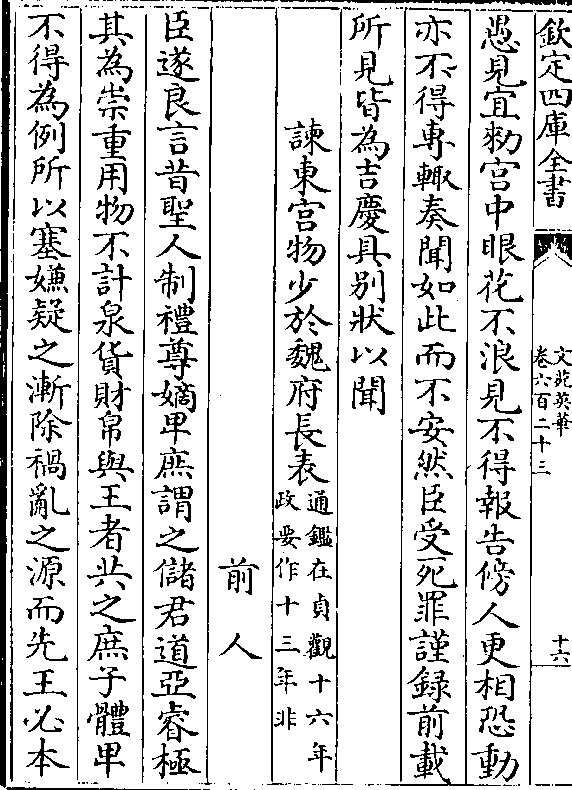 欽定四庫全書
文苑英華
卷六百二十三
十六
愚見宜勑宫中眼花不浪見不得報告傍人更相恐動
亦不得専輙奏聞如此而不安然臣受死罪謹録前載
所見皆為吉慶具别狀以聞
諫東宫物少於魏府長表
通鑑在貞觀十六年
政要作十三年非
前人
臣遂良言昔聖人制禮尊嫡卑庶謂之儲君道亞睿極
其為崇重用物不計泉貨財帛與王者共之庶子體卑
不得為例所以塞嫌疑之漸除禍亂之源而先王必本